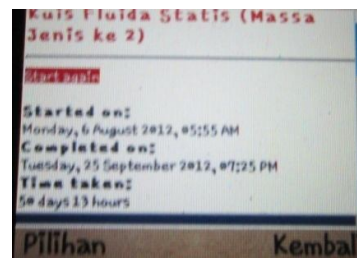 Kuis Fluida Statis (Massa
Jenis ke 2)
Start again
Started on:
Monday, 6 August 2012, 05:55 AM
Completed on:
Tuesday, 25 September 2012, 07:25 PM
Time taken:
50 days 13 hours
Pilihan
Kembal